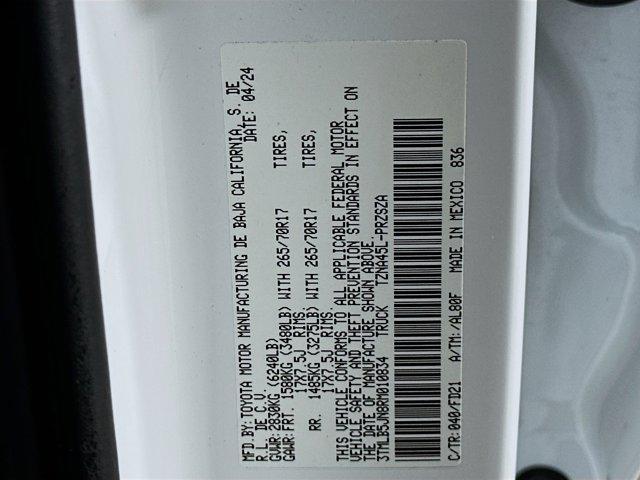 MFD.BY:TOYOTA MOTOR MANUFACTURING DE BAJA CALIFORNIA, S. DE
R.L. DE C.V. DATE: 04/24
GVWR: 2830KG (6240LB)
GAWR: FRT. 1580KG (3480LB) WITH 265/70R17 TIRES,
17X7.5J RIMS.
RR. 1485KG (3275LB) WITH 265/70R17 TIRES,
17X7.5J RIMS.
THIS VEHICLE CONFORMS TO ALL APPLICABLE FEDERAL MOTOR
VEHICLE SAFETY AND THEFT PREVENTION STANDARDS IN EFFECT ON
THE DATE OF MANUFACTURE SHOWN ABOVE.
3TMLB5JN8RM010834 TRUCK TZNA45L-PRZSZA
C/TR: 040/FD21 A/TM: /AL80F MADE IN MEXICO 836